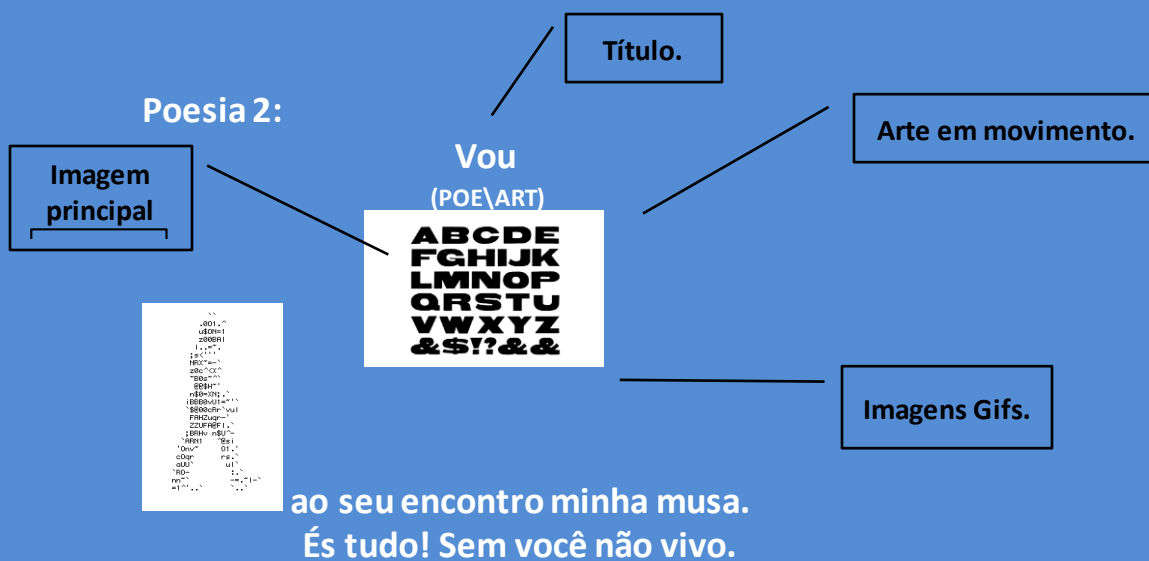 Título.
Poesia 2:
Arte em movimento.
Vou
Imagem
principal
(POE\ART)
ABCDE
FGHIJK
LMNOP
QRSTU
VWXYZ
&$!?&&
Imagens Gifs.
ao seu encontro minha musa.
És tudo! Sem você não vivo.